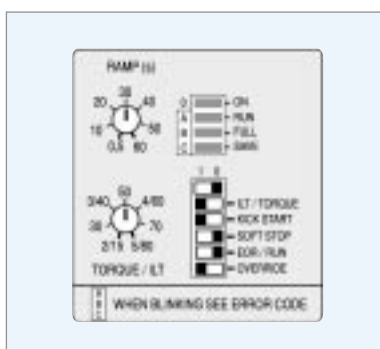 RAMP (s)
30
20 40
10 50
0,5 60
O ON
A RUN
B FULL
C SAVE
1 0
50
3/40 4/60
30 70
2/15 5/80
TORQUE / ILT
ILT / TORQUE
KICK START
SOFT STOP
EOR / RUN
OVERRIDE
WHEN BLINKING SEE ERROR CODE